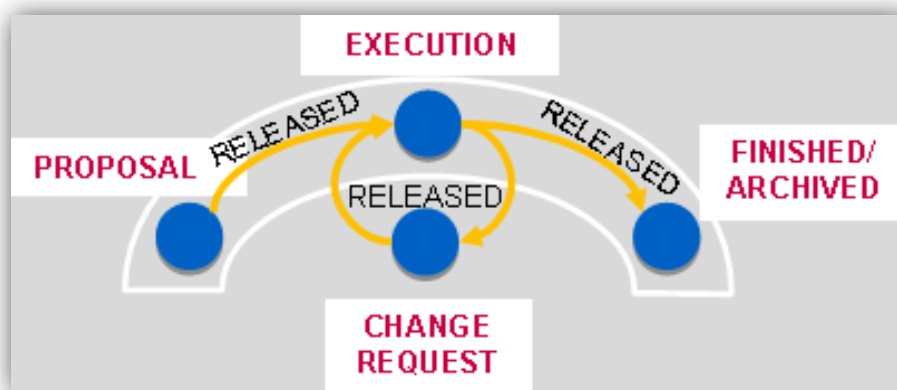 EXECUTION
RELEASED
RELEASED
PROPOSAL
FINISHED/
ARCHIVED
RELEASED
CHANGE
REQUEST